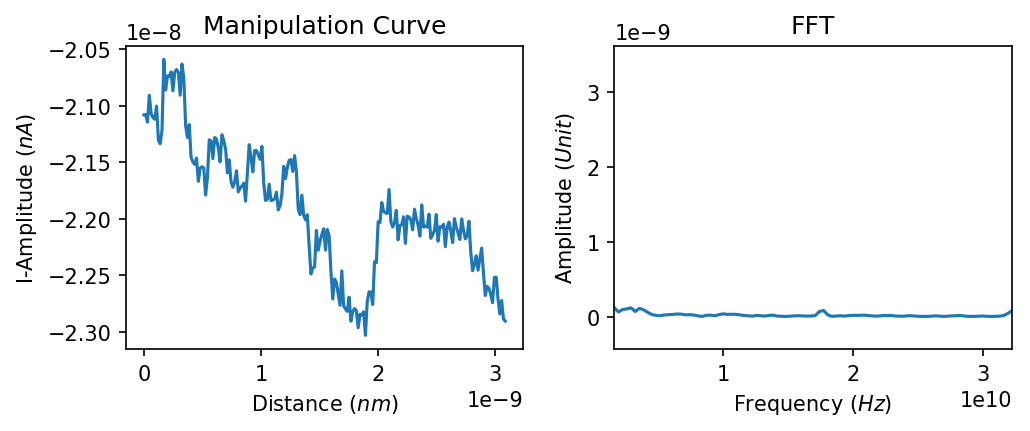 Manipulation Curve
1e−8
−2.05
−2.10
−2.15
−2.20
−2.25
−2.30
I-Amplitude (nA)
0
1
2
3
1e−9
Distance (nm)
FFT
1e−9
3
2
1
0
Amplitude (Unit)
1
2
3
1e10
Frequency (Hz)